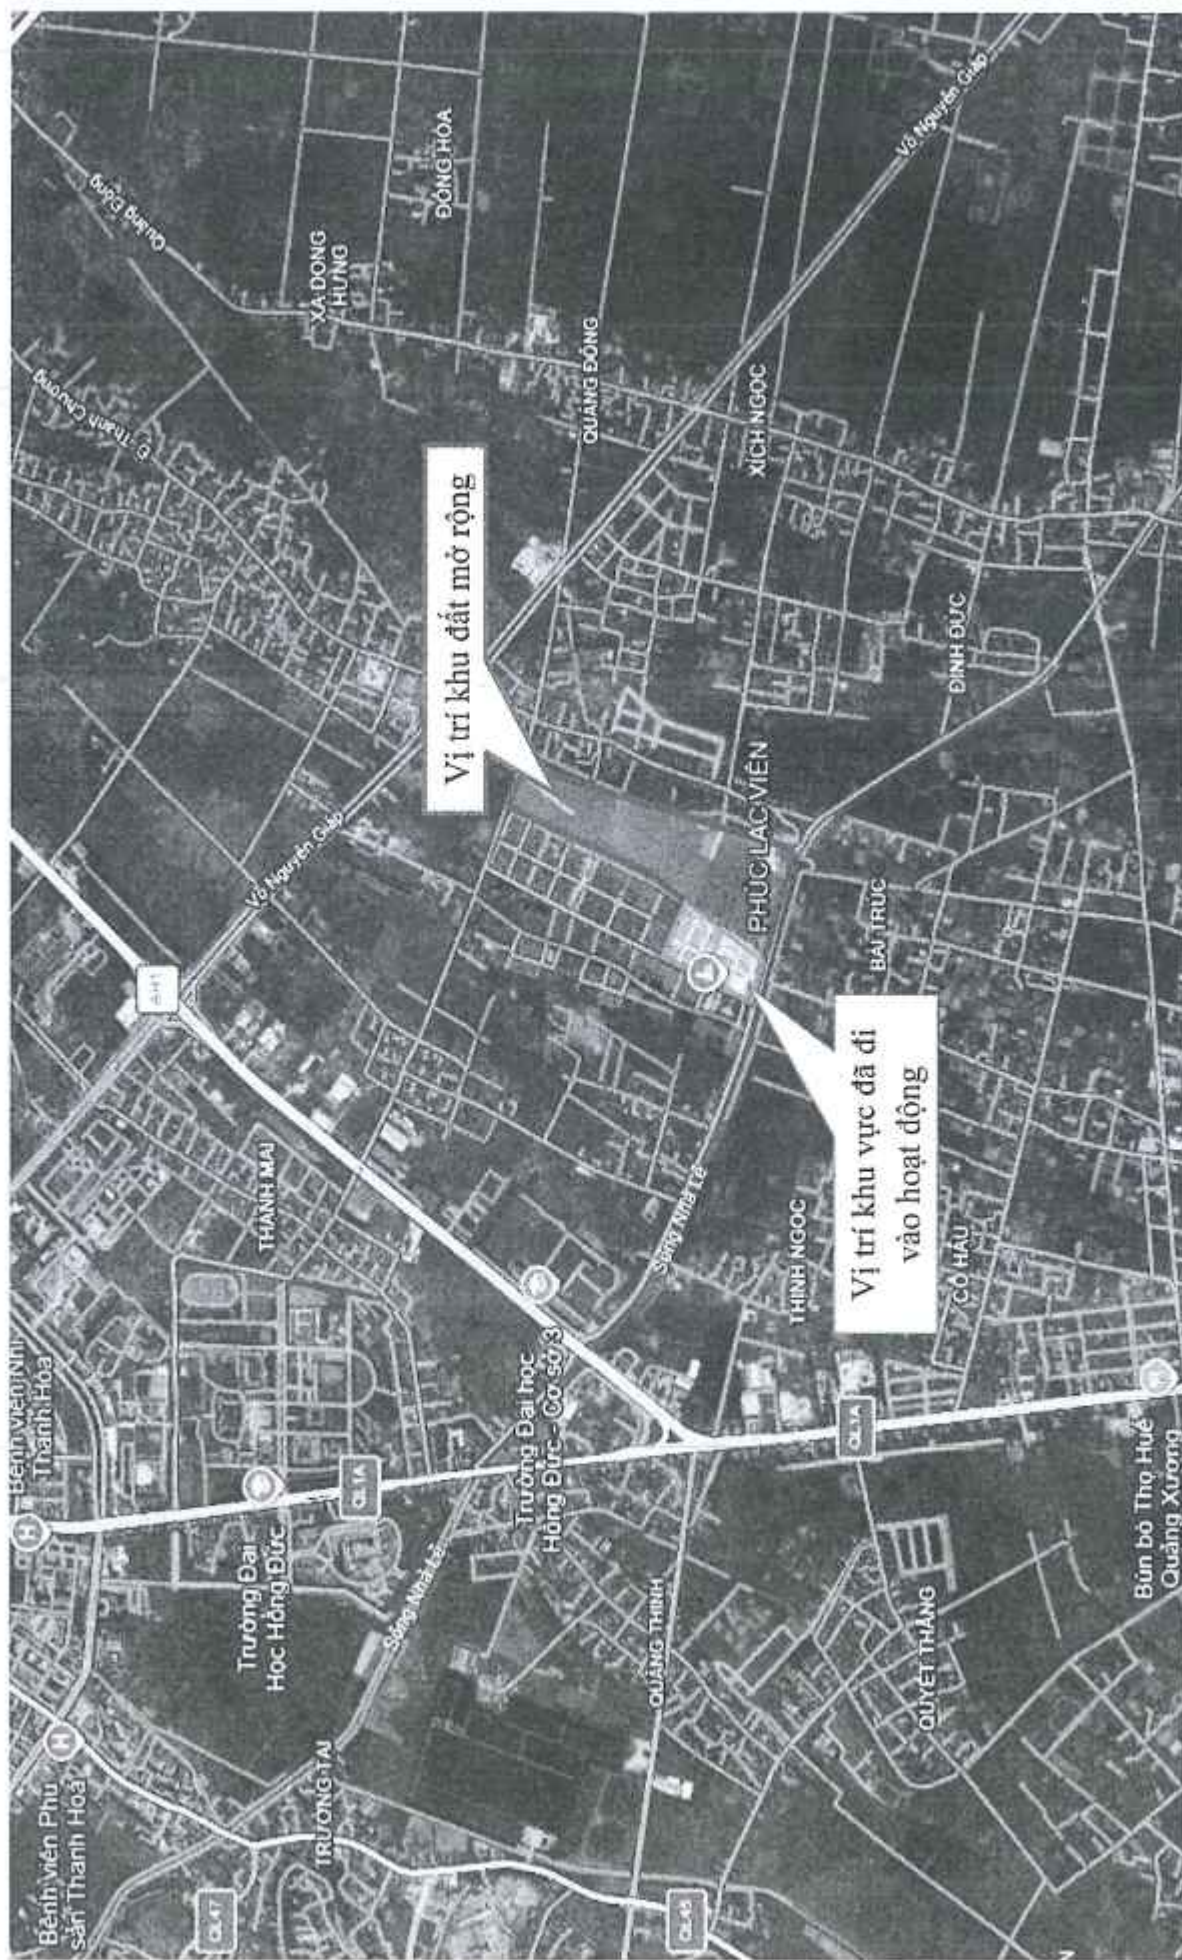 Bệnh viện Phụ
sản Thanh Hoá
H
H
Bệnh viện Nhi
Thanh Hóa
Quảng Đông
AH1
QL47
Trường Đại
Học Hồng Đức
THANH MAI
Võ Nguyên Giáp
TRƯỜNG TẠI
QL1A
XÃ ĐÔNG
HƯNG
Sông Nhà Lê
ĐÔNG HÒA
Vị trí khu đất mở rộng
Trường Đại học
Hồng Đức - Cơ sở 3
QUẢNG ĐÔNG
QUẢNG THỊNH
Sông Nhà Lê
QL45
PHÚC LẠC VIÊN
XÍCH NGỌC
THỊNH NGỌC
QL1A
Vị trí khu vực đã đi
vào hoạt động
BÁI TRÚC
Võ Nguyên Giáp
QUYẾT THẮNG
CỔ HẬU
ĐÌNH ĐỨC
Bún bò Thọ Huế
Quảng Xương